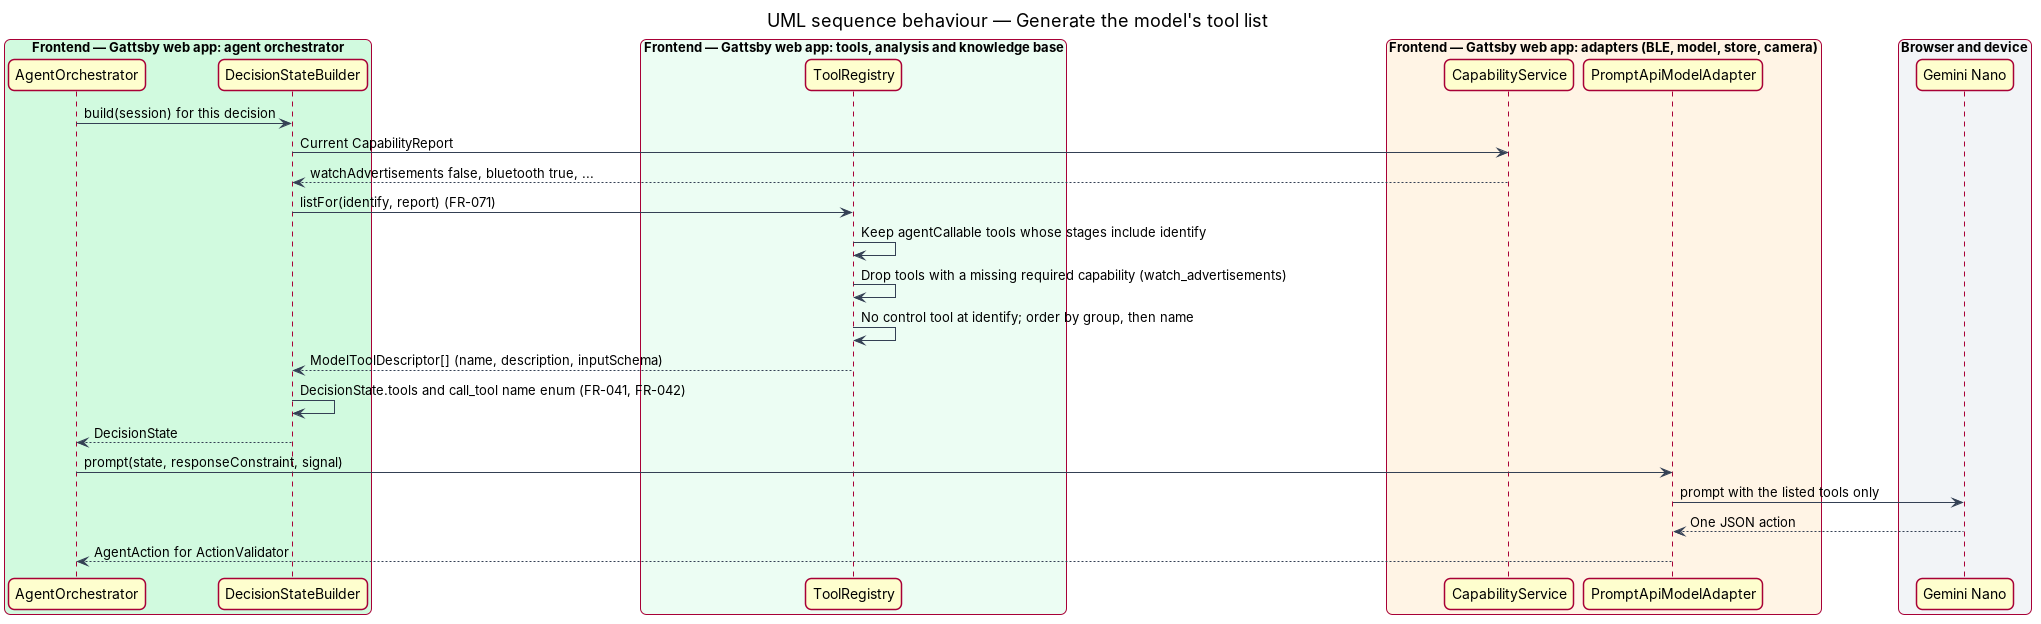 UML sequence behaviour — Generate the model's tool list
Frontend — Gattsby web app: agent orchestrator
Frontend — Gattsby web app: tools, analysis and knowledge base
Frontend — Gattsby web app: adapters (BLE, model, store, camera)
Browser and device
AgentOrchestrator
DecisionStateBuilder
ToolRegistry
CapabilityService
PromptApiModelAdapter
Gemini Nano
build(session) for this decision
Current CapabilityReport
watchAdvertisements false, bluetooth true, ...
listFor(identify, report) (FR-071)
Keep agentCallable tools whose stages include identify
Drop tools with a missing required capability (watch_advertisements)
No control tool at identify; order by group, then name
ModelToolDescriptor[] (name, description, inputSchema)
DecisionState.tools and call_tool name enum (FR-041, FR-042)
DecisionState
prompt(state, responseConstraint, signal)
prompt with the listed tools only
One JSON action
AgentAction for ActionValidator
AgentOrchestrator
DecisionStateBuilder
ToolRegistry
CapabilityService
PromptApiModelAdapter
Gemini Nano